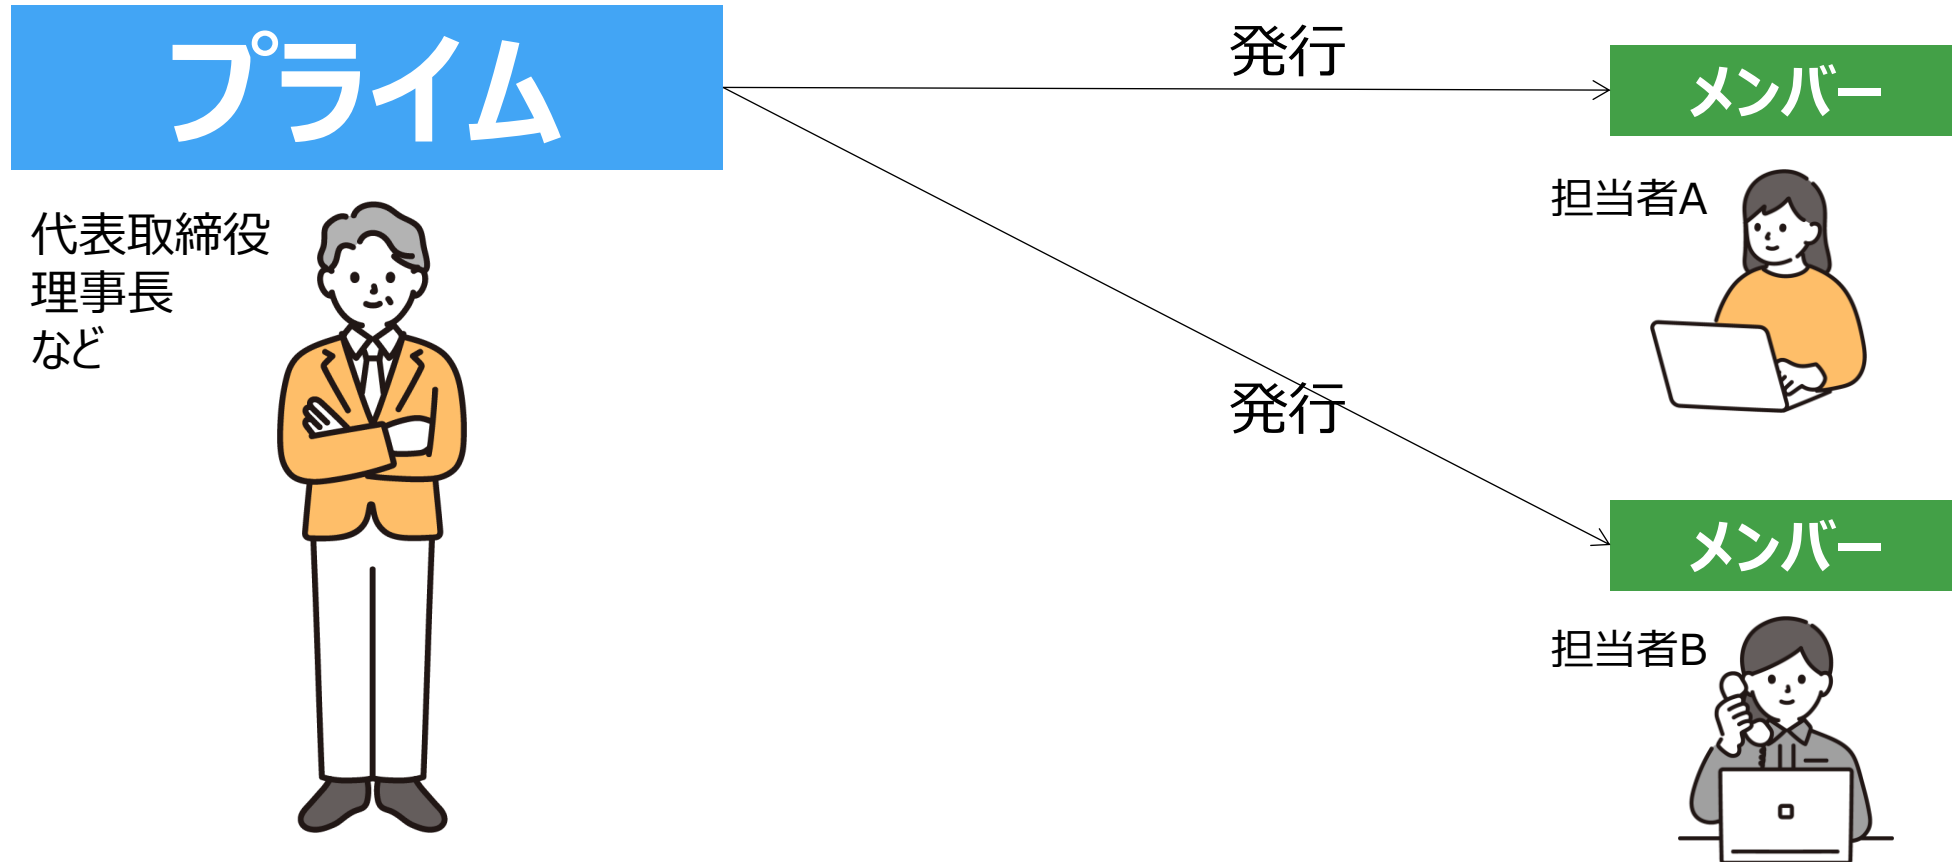 プライム
発行
メンバー
代表取締役
理事長
など
担当者A
発行
メンバー
担当者B